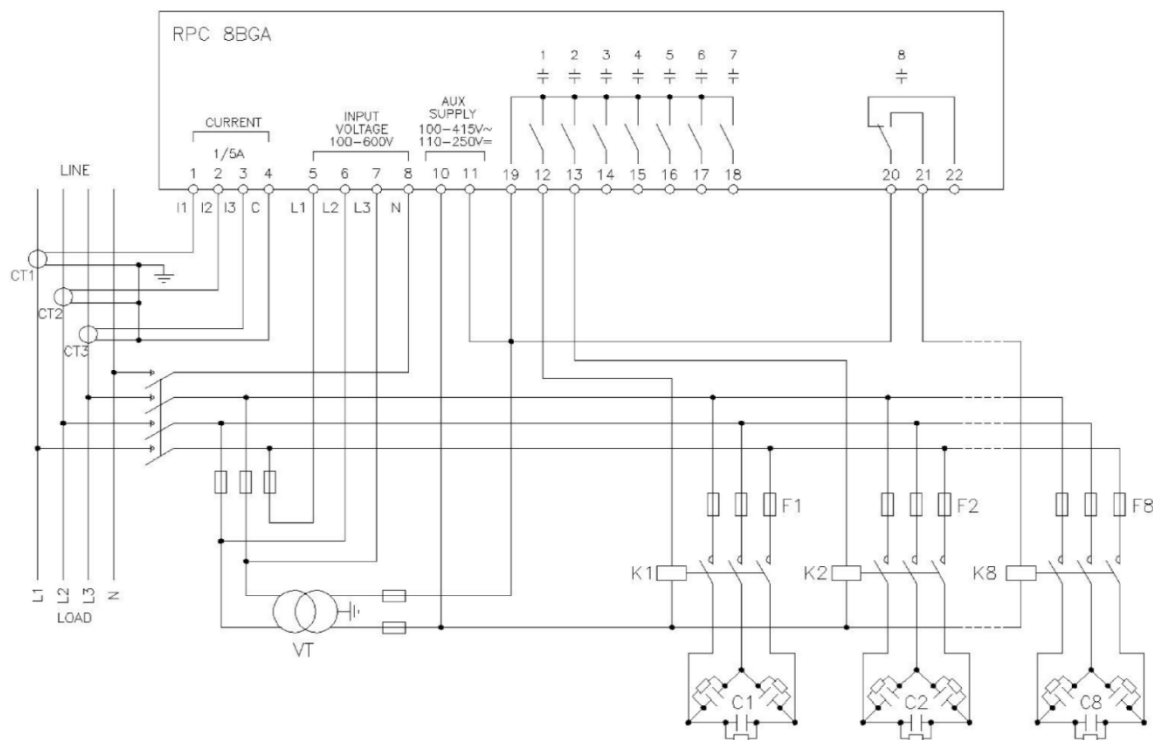 RPC 8BGA
1 2 3 4 5 6 7 8
AUX
SUPPLY
100-415V~
110-250V=
INPUT
VOLTAGE
100-600V
CURRENT
1/5A
LINE
1 2 3 4 5 6 7 8 10 11 19 12 13 14 15 16 17 18 20 21 22
I1 I2 I3 C L1 L2 L3 N
CT1
CT2
CT3
F1 F2 F8
K1 K2 K8
L1 L2 L3 N
LOAD
VT
C1 C2 C8